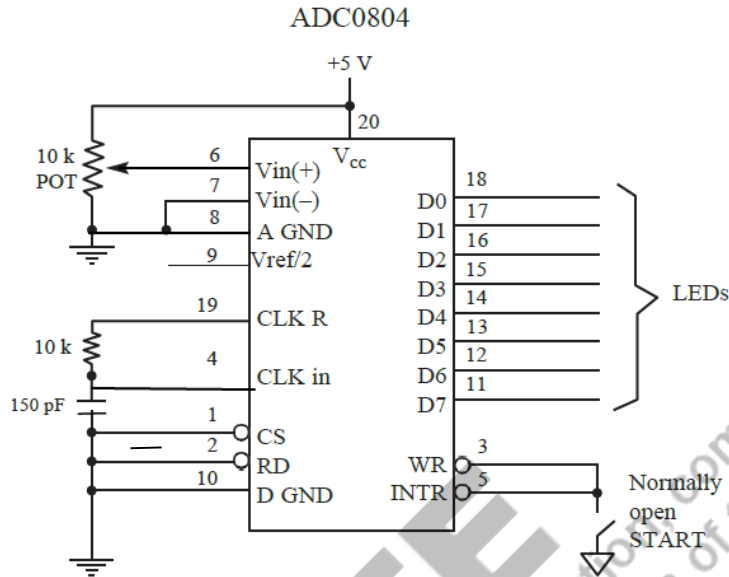 ADC0804
+5 V
20
Vcc
10 k
POT
6
Vin(+)
7
Vin(–)
8
A GND
9
Vref/2
19
CLK R
10 k
4
CLK in
150 pF
1
CS
2
RD
10
D GND
18
D0
17
D1
16
D2
15
D3
14
D4
13
D5
12
D6
11
D7
LEDs
3
WR
5
INTR
Normally
open
START